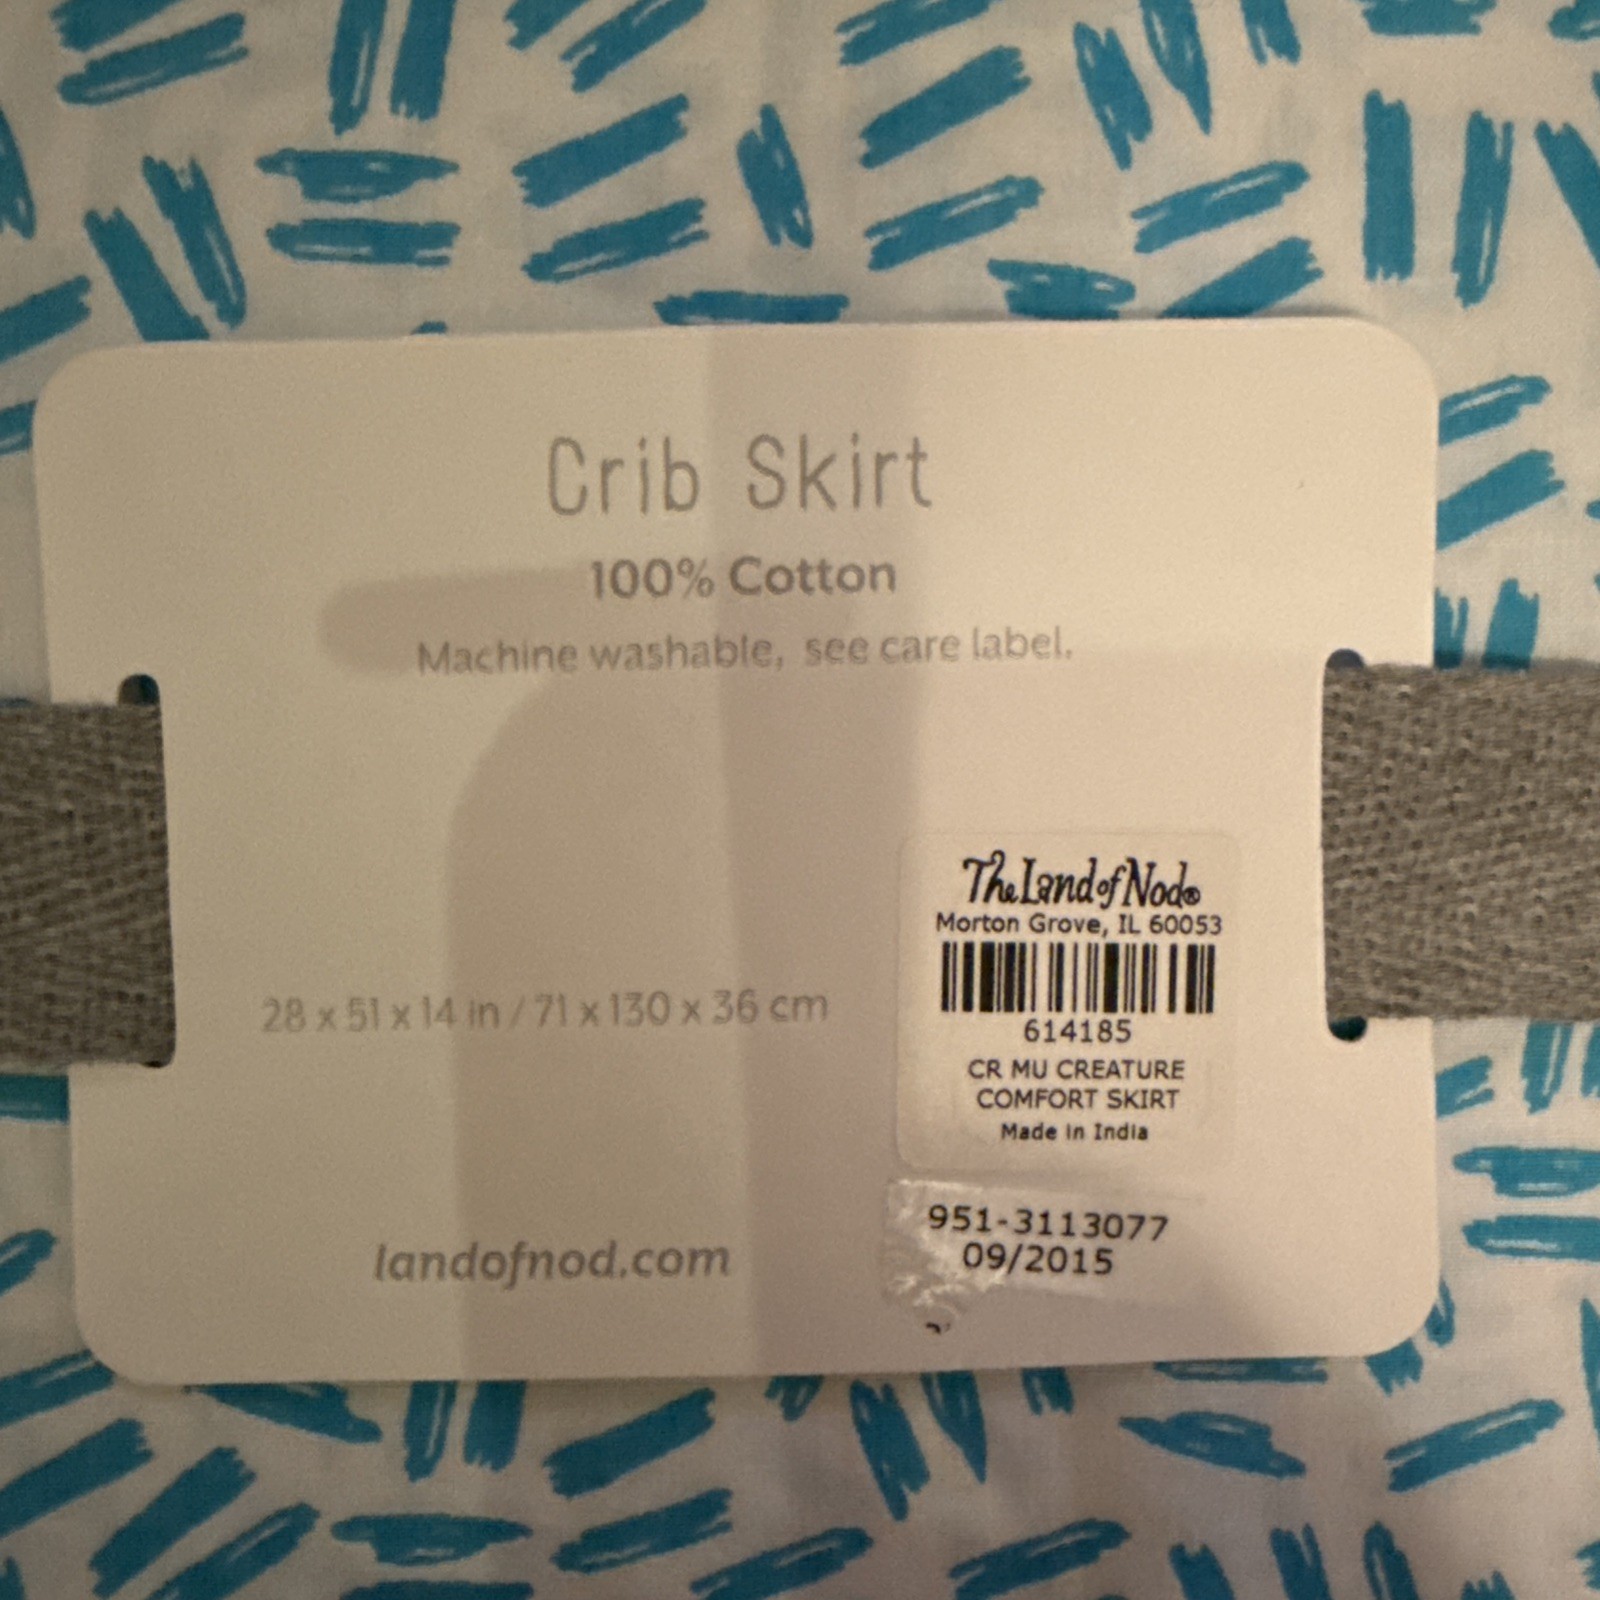 Crib Skirt
100% Cotton
Machine washable, see care label.
The Land of Nod®
Morton Grove, IL 60053
614185
CR MU CREATURE
COMFORT SKIRT
Made in India
28 x 51 x 14 in / 71 x 130 x 36 cm
951-3113077
09/2015
landofnod.com